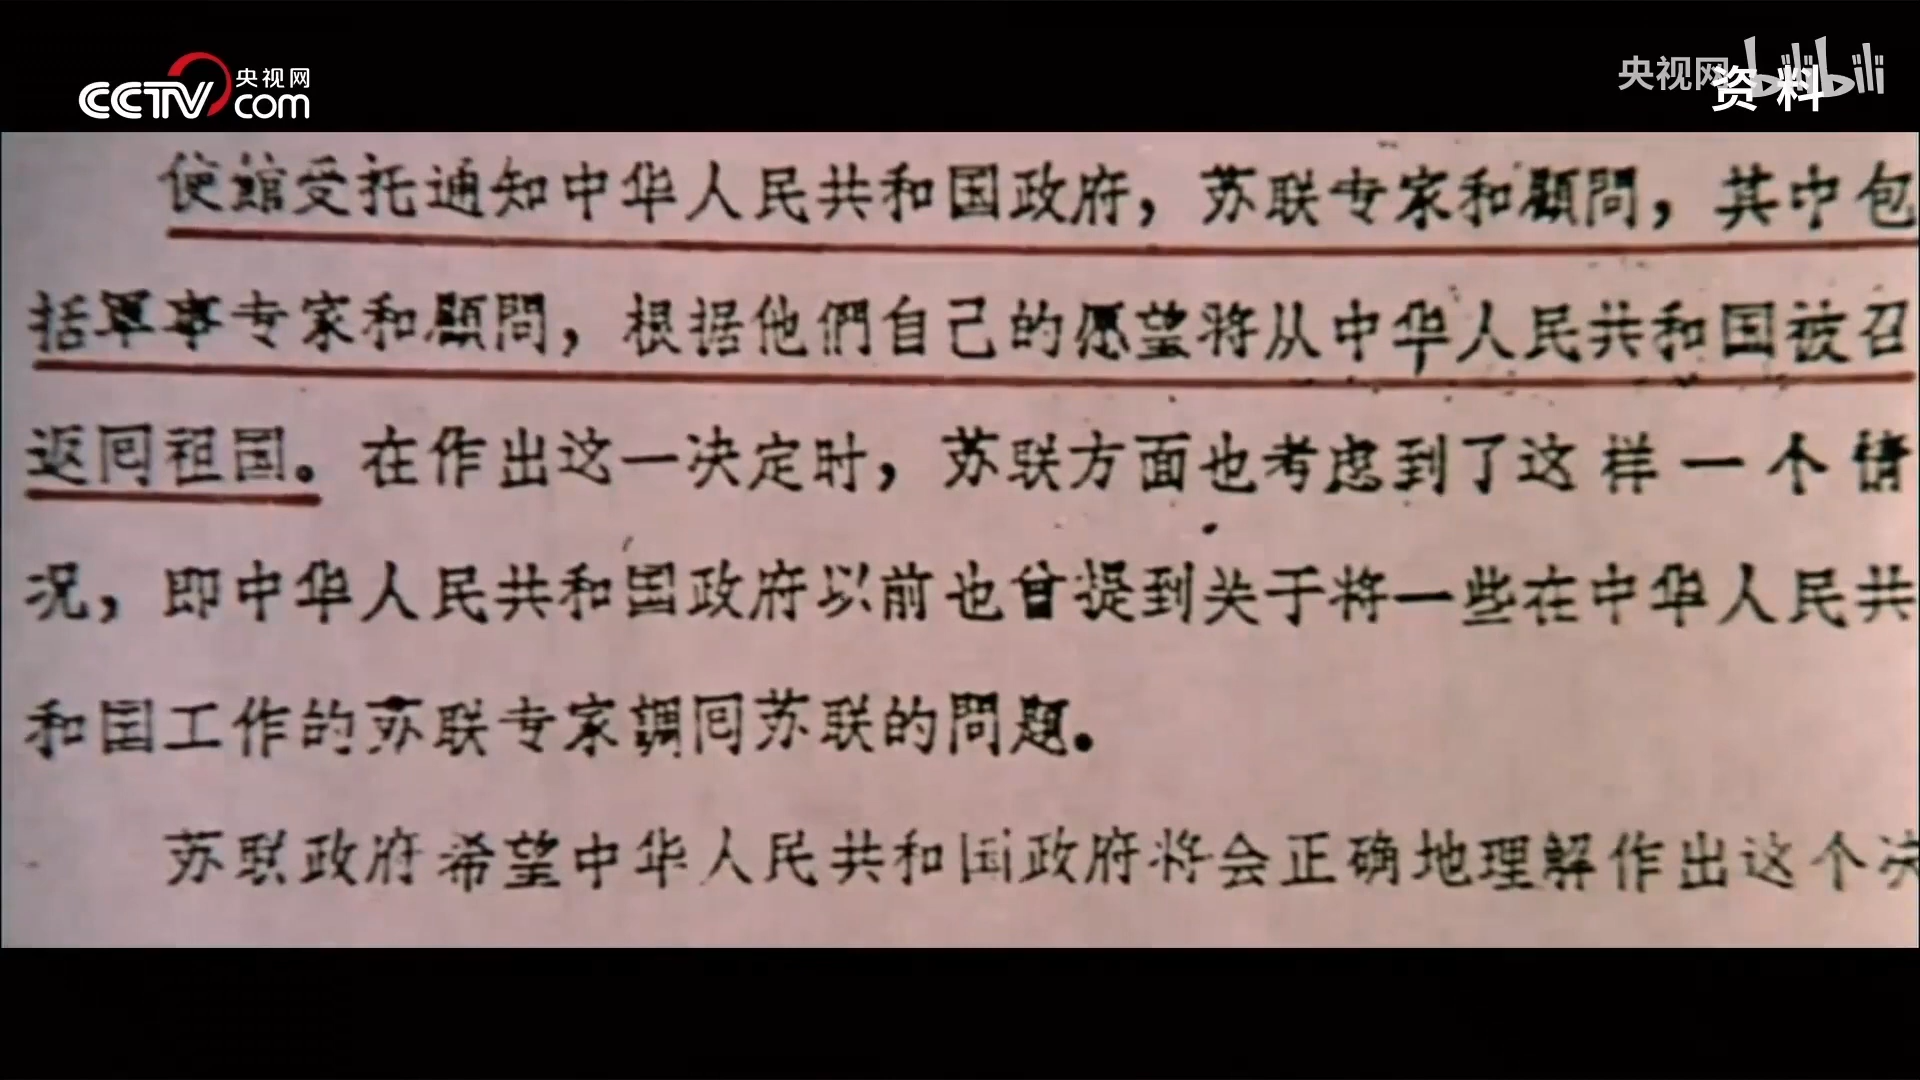 CCTV 央视网
com
央视网 bilibili
资料
使館受托通知中华人民共和国政府，苏联专家和顧問，其中包
括軍事专家和顧問，根据他們自己的愿望将从中华人民共和国被召
返回祖国。在作出这一决定时，苏联方面也考虑到了这样一个情
况，即中华人民共和国政府以前也曾提到关于将一些在中华人民共
和国工作的苏联专家調回苏联的問题。
苏联政府希望中华人民共和国政府将会正确地理解作出这个决